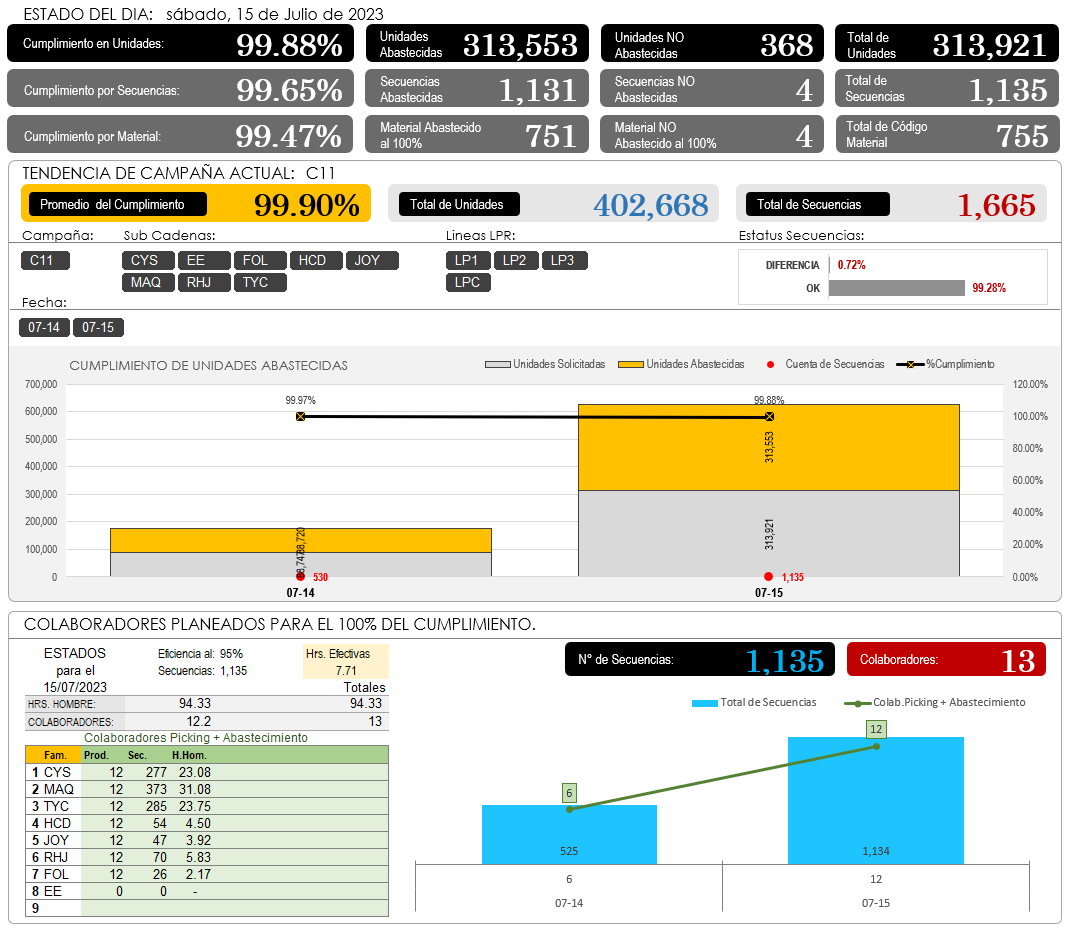 ESTADO DEL DIA: sábado, 15 de Julio de 2023
Cumplimiento en Unidades: 99.88%
Unidades Abastecidas 313,553
Unidades NO Abastecidas 368
Total de Unidades 313,921
Cumplimiento por Secuencias: 99.65%
Secuencias Abastecidas 1,131
Secuencias NO Abastecidas 4
Total de Secuencias 1,135
Cumplimiento por Material: 99.47%
Material Abastecido al 100% 751
Material NO Abastecido al 100% 4
Total de Código Material 755
TENDENCIA DE CAMPAÑA ACTUAL: C11
Promedio del Cumplimiento 99.90%
Total de Unidades 402,668
Total de Secuencias 1,665
Campaña:
C11
Sub Cadenas:
CYS EE FOL HCD JOY
MAQ RHJ TYC
Lineas LPR:
LP1 LP2 LP3
LPC
Estatus Secuencias:
DIFERENCIA 0.72%
OK 99.28%
Fecha:
07-14 07-15
CUMPLIMIENTO DE UNIDADES ABASTECIDAS
Unidades Solicitadas Unidades Abastecidas Cuenta de Secuencias %Cumplimiento
700,000 120.00%
600,000 100.00%
500,000 80.00%
400,000 60.00%
300,000 40.00%
200,000 20.00%
100,000 0.00%
0
99.97% 99.88%
313,553
313,921
530 1,135
07-14 07-15
COLABORADORES PLANEADOS PARA EL 100% DEL CUMPLIMIENTO.
ESTADOS
para el
15/07/2023
Eficiencia al: 95%
Secuencias: 1,135
Hrs. Efectivas
7.71
Totales
HRS. HOMBRE: 94.33 94.33
COLABORADORES: 12.2 13
Colaboradores Picking + Abastecimiento
Fam. Prod. Sec. H.Hom.
1 CYS 12 277 23.08
2 MAQ 12 373 31.08
3 TYC 12 285 23.75
4 HCD 12 54 4.50
5 JOY 12 47 3.92
6 RHJ 12 70 5.83
7 FOL 12 26 2.17
8 EE 0 0 -
9
N° de Secuencias: 1,135
Colaboradores: 13
Total de Secuencias Colab.Picking + Abastecimiento
12
6
525 1,134
6 12
07-14 07-15